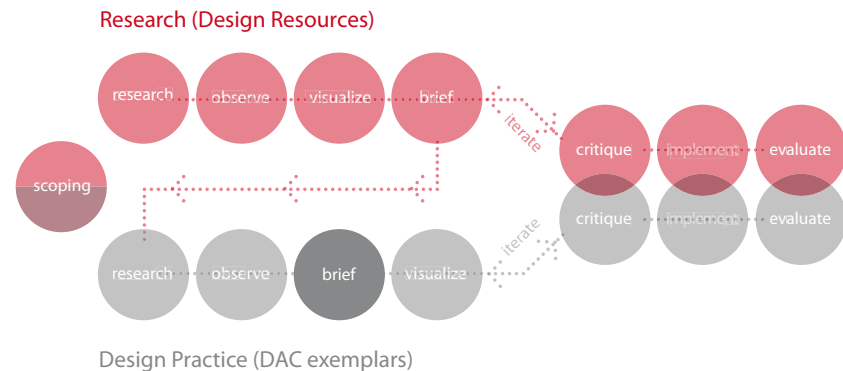 Research (Design Resources)
research observe visualize brief
iterate
critique implement evaluate
scoping
critique implement evaluate
iterate
research observe brief visualize
Design Practice (DAC exemplars)